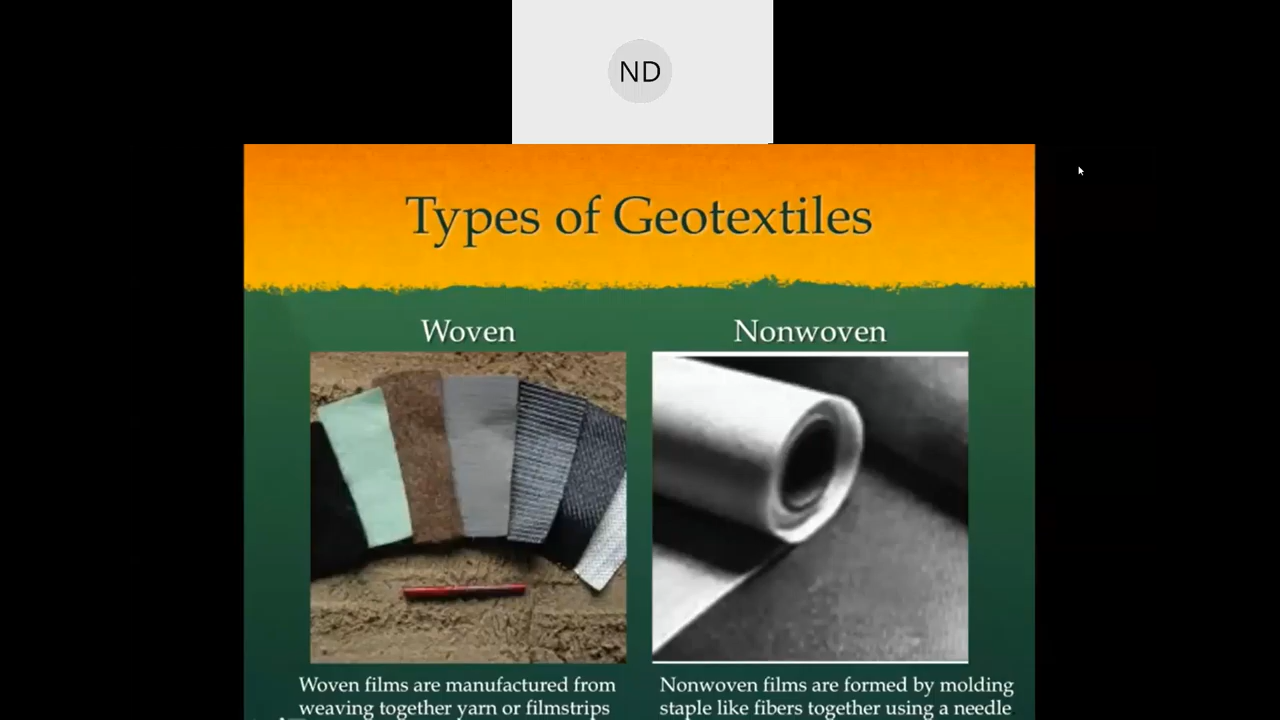 ND
Types of Geotextiles
Woven
Nonwoven
Woven films are manufactured from
weaving together yarn or filmstrips
Nonwoven films are formed by molding
staple like fibers together using a needle